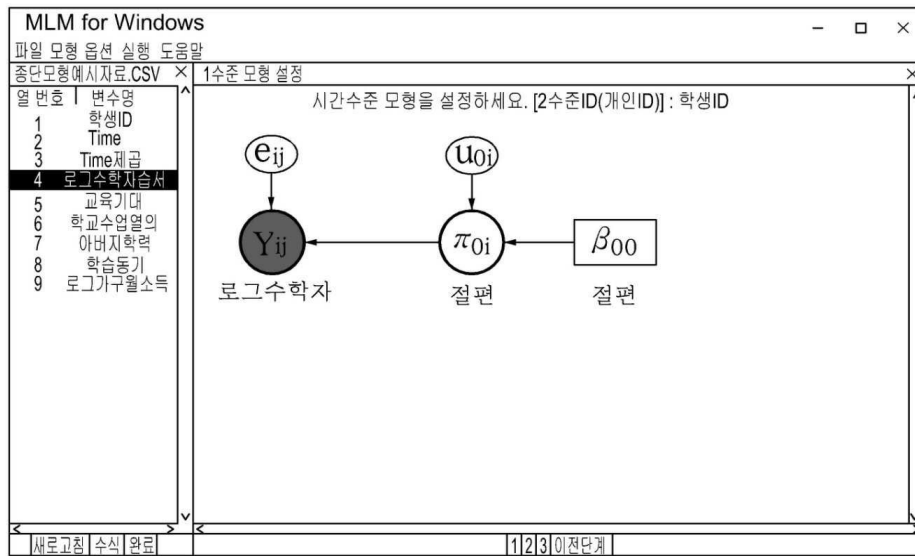 MLM for Windows
파일 모형 옵션 실행 도움말
종단모형예시자료.CSV
1수준 모형 설정
열 번호 변수명
1 학생ID
2 Time
3 Time제곱
4 로그수학자습서
5 교육기대
6 학교수업열의
7 아버지학력
8 학습동기
9 로그가구월소득
시간수준 모형을 설정하세요. [2수준ID(개인ID)] : 학생ID
eij u0i
Yij π0i β00
로그수학자 절편 절편
새로고침 수식 완료
1 2 3 이전단계